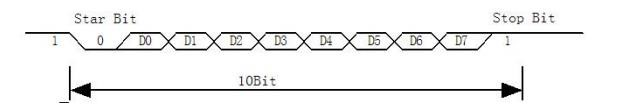 Star Bit
Stop Bit
1 0 D0 D1 D2 D3 D4 D5 D6 D7 1
10Bit